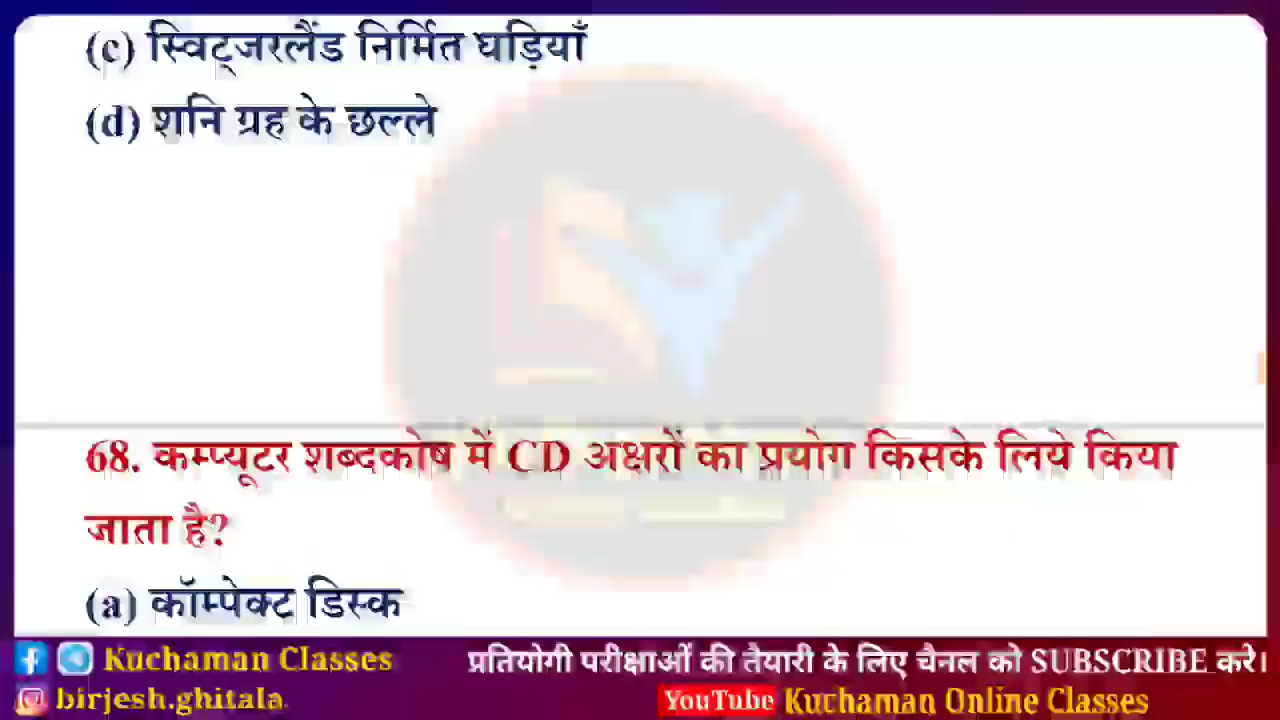 (c) स्विट्जरलैंड निर्मित घड़ियाँ
(d) शनि ग्रह के छल्ले
68. कम्प्यूटर शब्दकोष में CD अक्षरों का प्रयोग किसके लिये किया
जाता है?
(a) कॉम्पेक्ट डिस्क
Kuchaman Classes
प्रतियोगी परीक्षाओं की तैयारी के लिए चैनल को SUBSCRIBE करे।
birjesh.ghitala
YouTube Kuchaman Online Classes